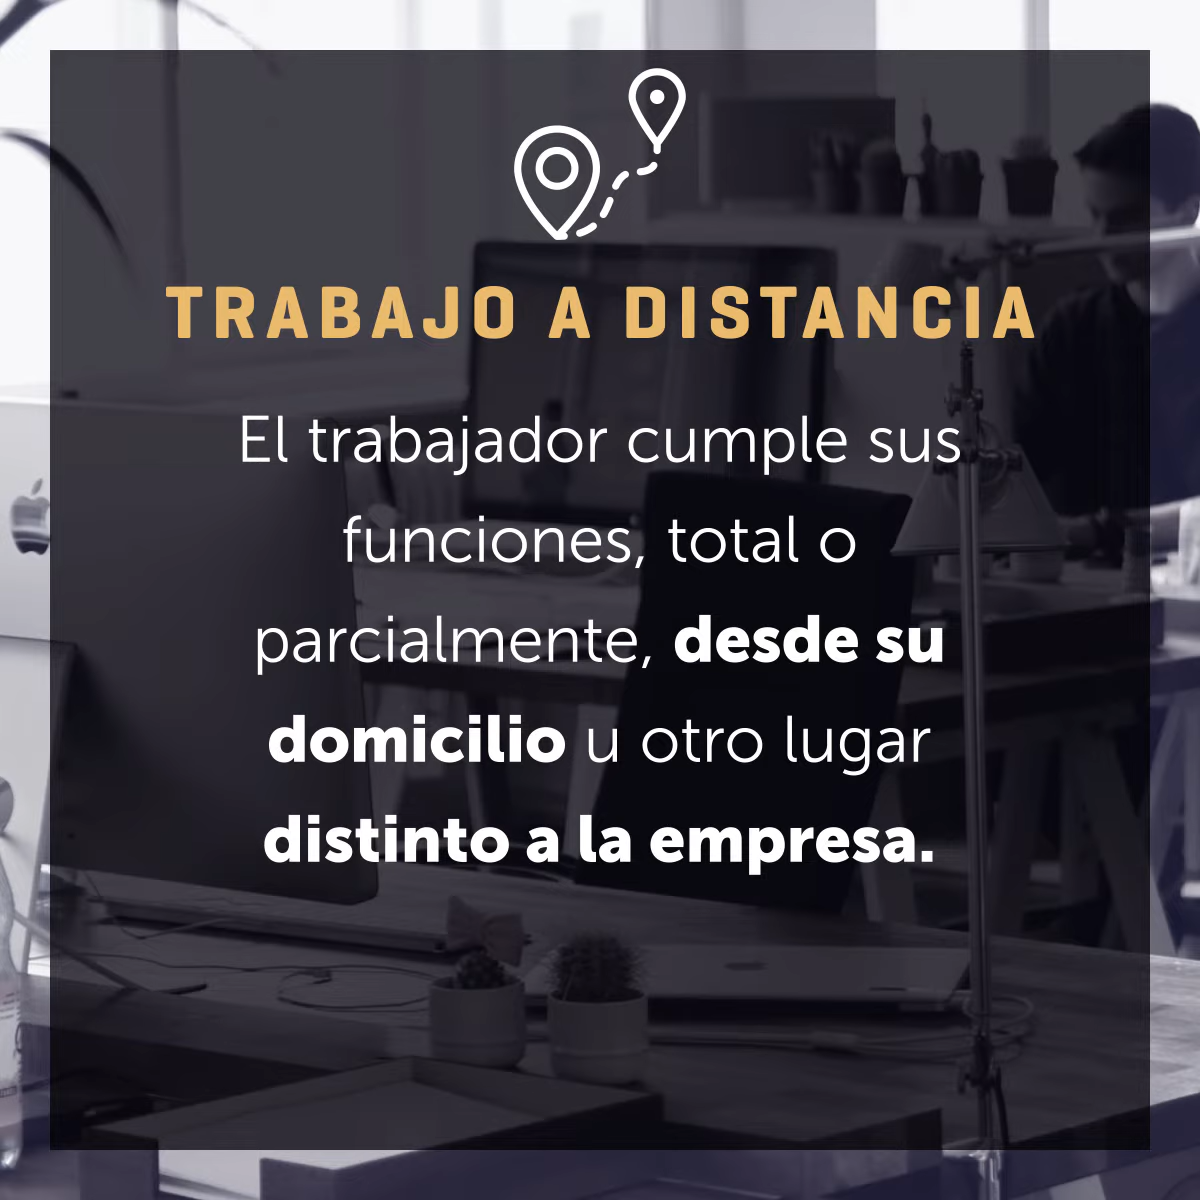 TRABAJO A DISTANCIA
El trabajador cumple sus
funciones, total o
parcialmente, desde su
domicilio u otro lugar
distinto a la empresa.